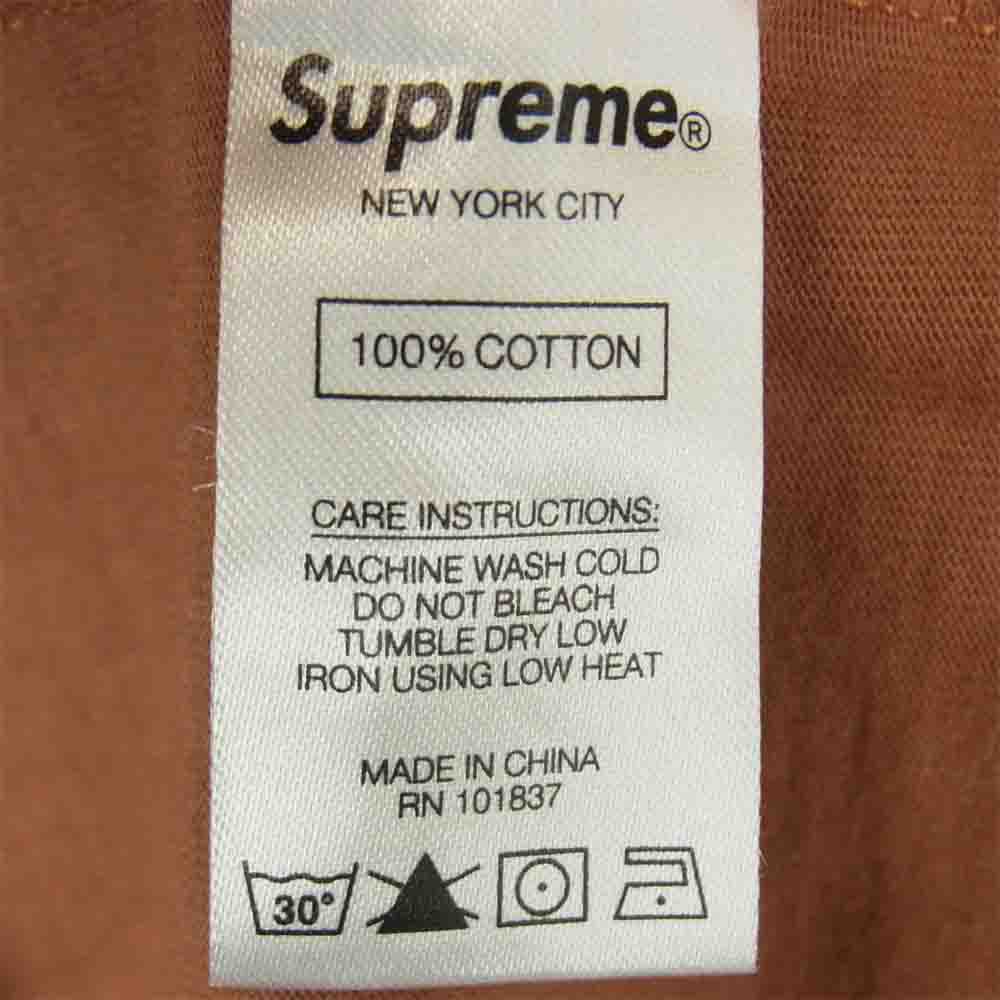 Supreme®
NEW YORK CITY
100% COTTON
CARE INSTRUCTIONS:
MACHINE WASH COLD
DO NOT BLEACH
TUMBLE DRY LOW
IRON USING LOW HEAT
MADE IN CHINA
RN 101837
30°